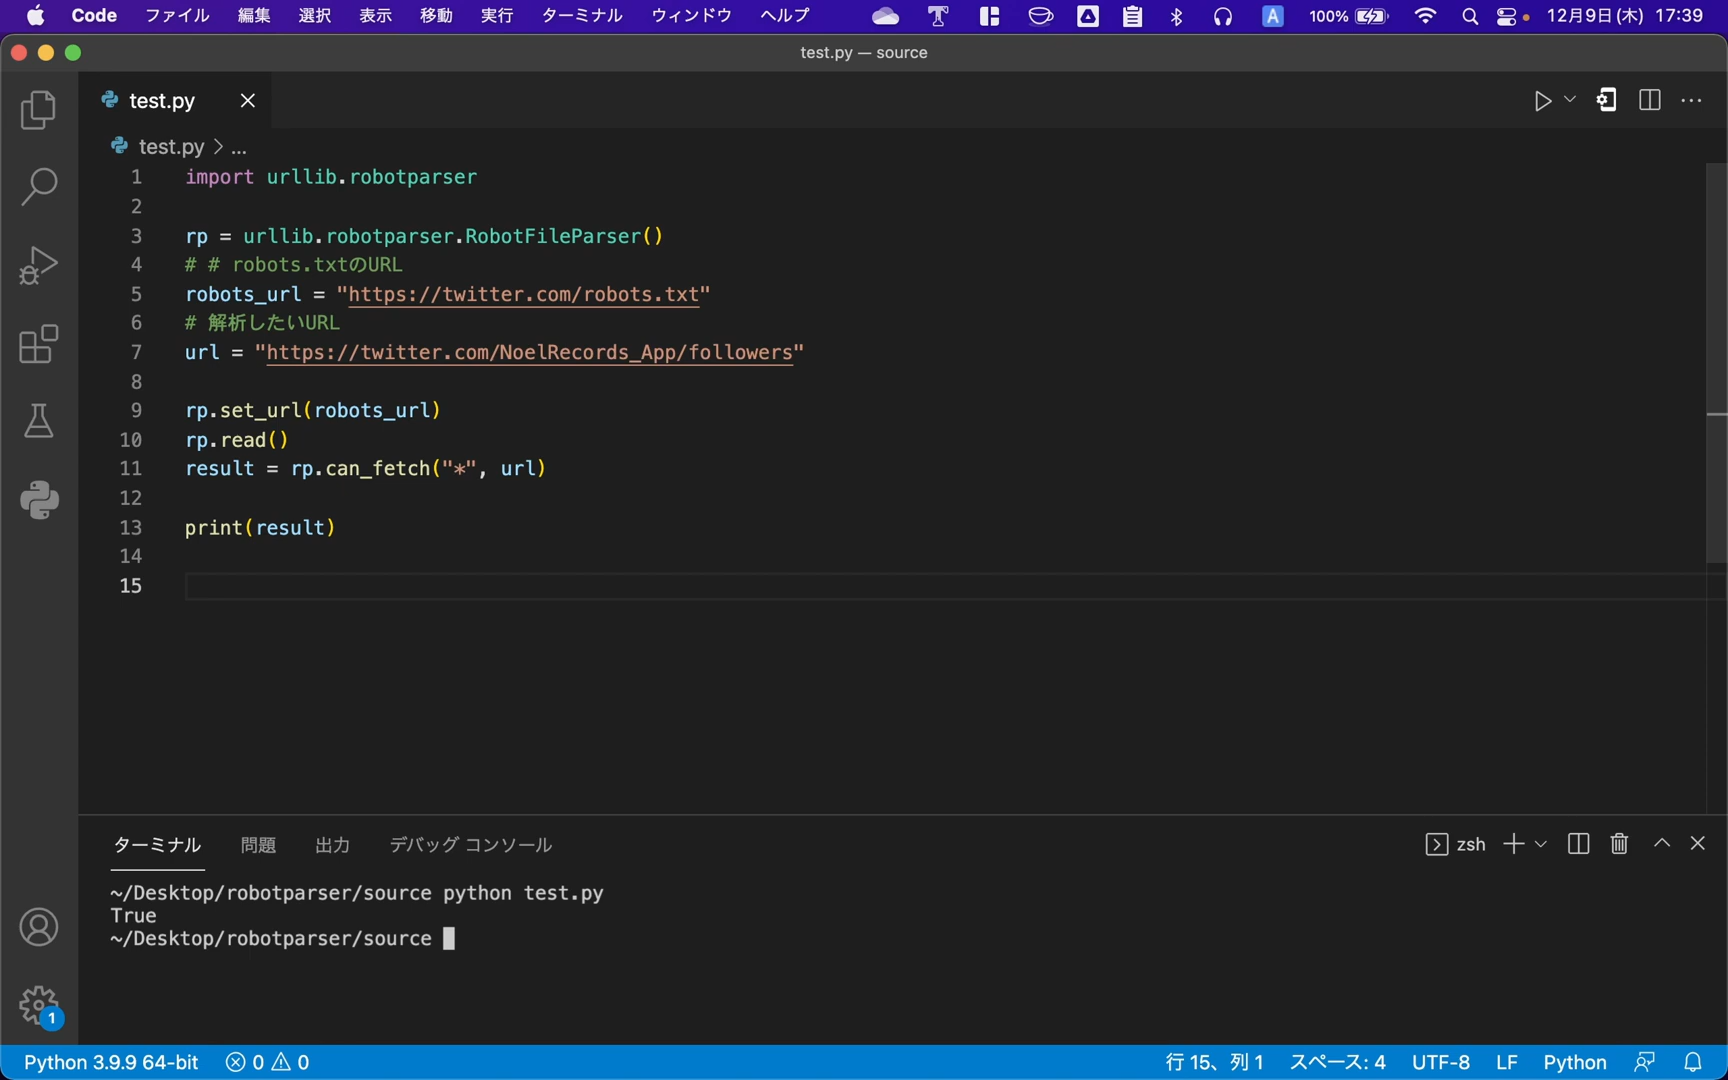 Code ファイル 編集 選択 表示 移動 実行 ターミナル ウィンドウ ヘルプ A 100% 12月9日(木) 17:39
test.py — source
test.py
test.py > ...
1 import urllib.robotparser
2
3 rp = urllib.robotparser.RobotFileParser()
4 # # robots.txtのURL
5 robots_url = "https://twitter.com/robots.txt"
6 # 解析したいURL
7 url = "https://twitter.com/NoelRecords_App/followers"
8
9 rp.set_url(robots_url)
10 rp.read()
11 result = rp.can_fetch("*", url)
12
13 print(result)
14
15
ターミナル 問題 出力 デバッグ コンソール zsh
~/Desktop/robotparser/source python test.py
True
~/Desktop/robotparser/source
1
Python 3.9.9 64-bit 0 0 行 15、列 1 スペース: 4 UTF-8 LF Python